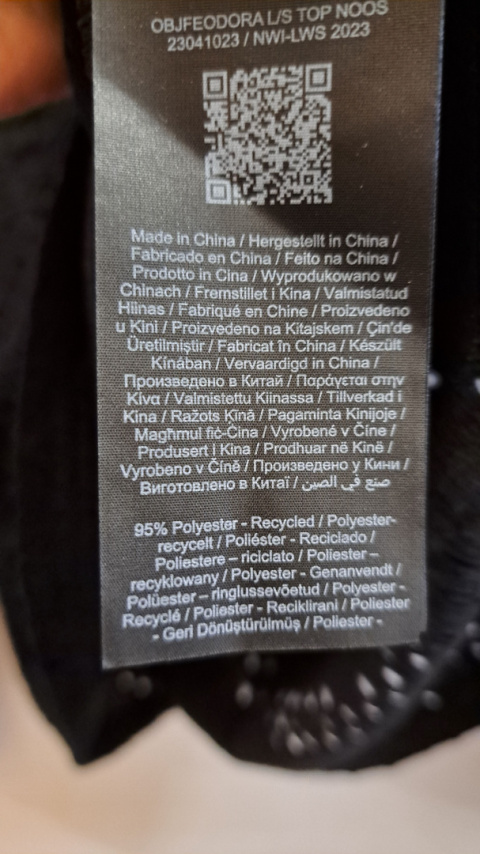 OBJFEODORA L/S TOP NOOS
23041023 / NWI-LWS 2023
Made in China / Hergestellt in China /
Fabricado en China / Feito na China /
Prodotto in Cina / Wyprodukowano w
Chinach / Fremstillet i Kina / Valmistatud
Hiinas / Fabriqué en Chine / Proizvedeno
u Kini / Proizvedeno na Kitajskem / Çin'de
Üretilmiştir / Fabricat în China / Készült
Kínában / Vervaardigd in China /
Произведено в Китай / Παράγεται στην
Κίνα / Valmistettu Kiinassa / Tillverkad i
Kina / Ražots Ķīnā / Pagaminta Kinijoje /
Magħmul fiċ-Ċina / Vyrobené v Číne /
Produsert i Kina / Prodhuar në Kinë /
Vyrobeno v Číně / Произведено у Кини /
Виготовлено в Китаї / صنع في الصين
95% Polyester - Recycled / Polyester-
recycelt / Poliéster - Reciclado /
Poliestere – riciclato / Poliester –
recyklowany / Polyester - Genanvendt /
Polüester – ringlussevõetud / Polyester -
Recyclé / Poliester - Reciklirani / Poliester
- Geri Dönüştürülmüş / Poliester -